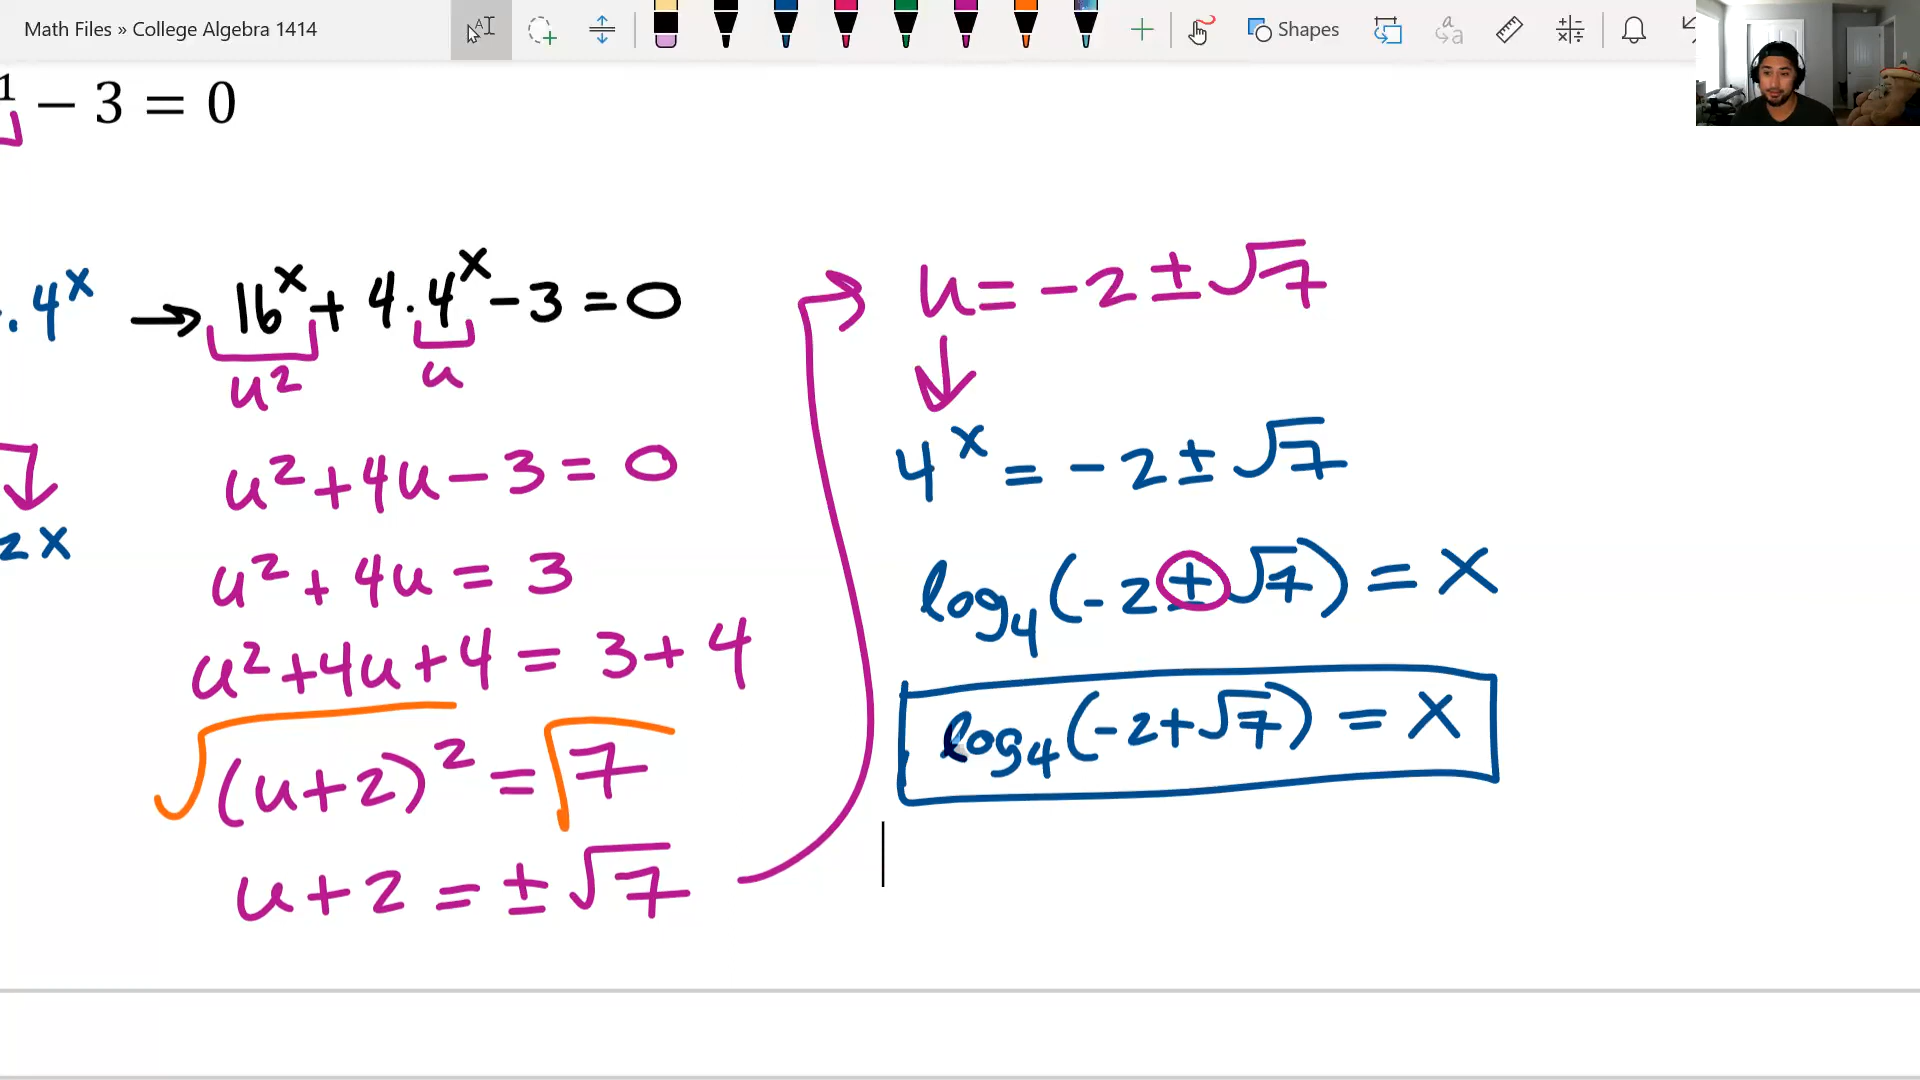 Math Files » College Algebra 1414
Shapes
1 − 3 = 0
· 4^x → 16^x + 4 · 4^x − 3 = 0
u² u
u² + 4u − 3 = 0
2x
u² + 4u = 3
u² + 4u + 4 = 3 + 4
√(u + 2)² = √7
u + 2 = ± √7
u = −2 ± √7
4^x = −2 ± √7
log₄(−2 ± √7) = x
log₄(−2 + √7) = x